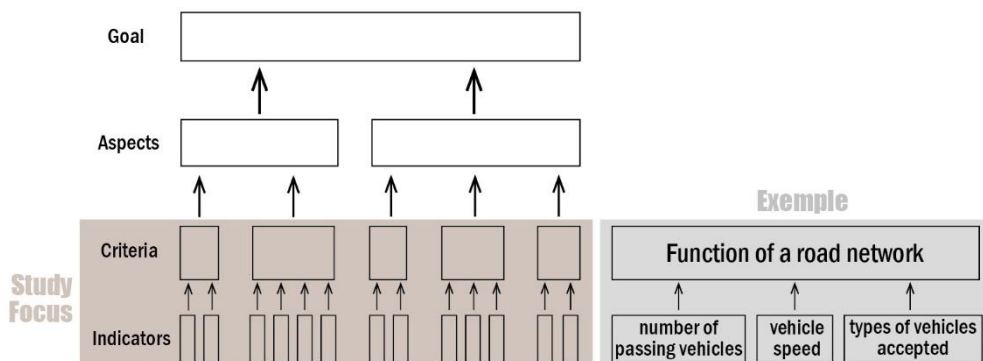 Goal
Aspects
Exemple
Study
Focus
Criteria
Function of a road network
Indicators
number of
passing vehicles
vehicle
speed
types of vehicles
accepted